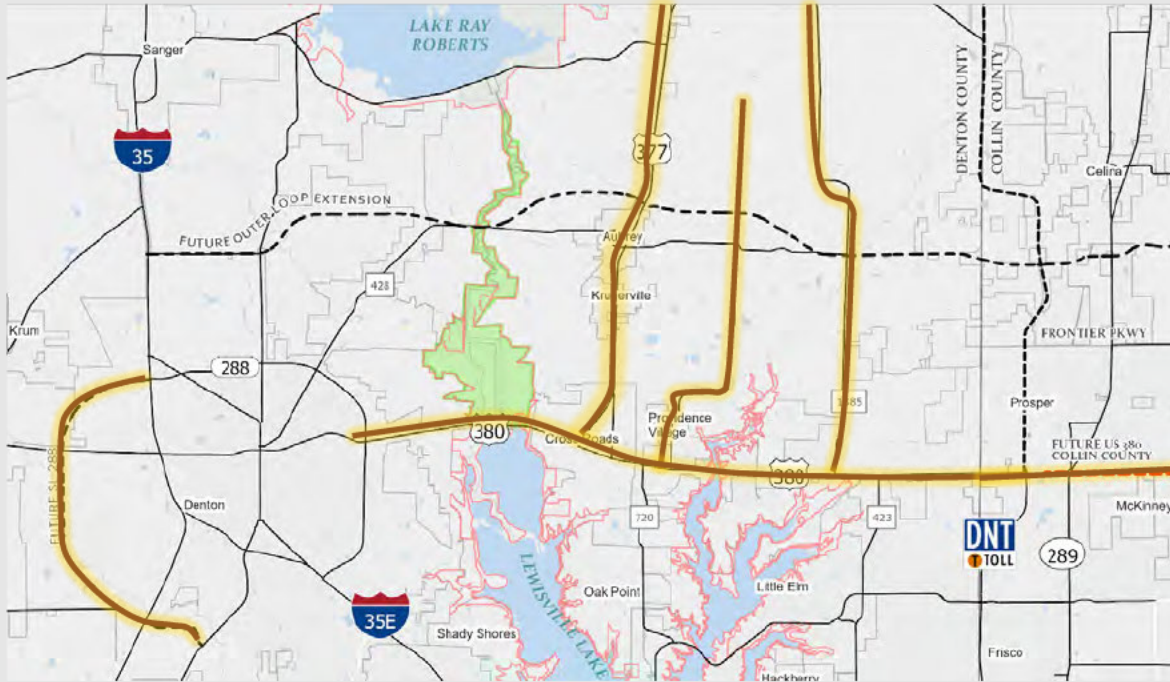 LAKE RAY
ROBERTS
Sanger
35
377
DENTON COUNTY
COLLIN COUNTY
Celina
FUTURE OUTER LOOP EXTENSION
Aubrey
428
Krugerville
Krum
FRONTIER PKWY
288
1385
Prosper
Providence
Village
380
Cross Roads
FUTURE US 380
COLLIN COUNTY
380
FUTURE SL 288
Denton
720
423
McKinney
DNT
T TOLL
289
LEWISVILLE LAKE
Oak Point
Little Elm
35E
Shady Shores
Frisco
Hackberry